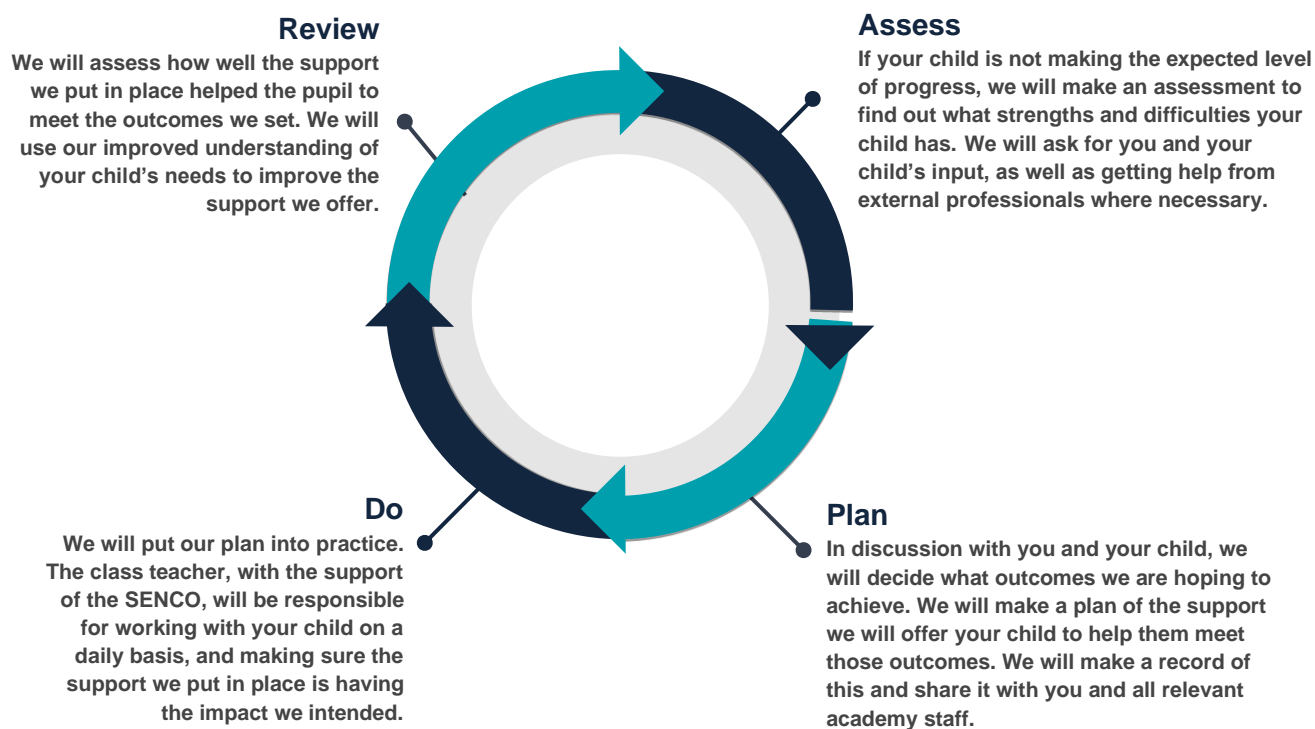 Review
We will assess how well the support
we put in place helped the pupil to
meet the outcomes we set. We will
use our improved understanding of
your child’s needs to improve the
support we offer.
Assess
If your child is not making the expected level
of progress, we will make an assessment to
find out what strengths and difficulties your
child has. We will ask for you and your
child’s input, as well as getting help from
external professionals where necessary.
Do
We will put our plan into practice.
The class teacher, with the support
of the SENCO, will be responsible
for working with your child on a
daily basis, and making sure the
support we put in place is having
the impact we intended.
Plan
In discussion with you and your child, we
will decide what outcomes we are hoping to
achieve. We will make a plan of the support
we will offer your child to help them meet
those outcomes. We will make a record of
this and share it with you and all relevant
academy staff.